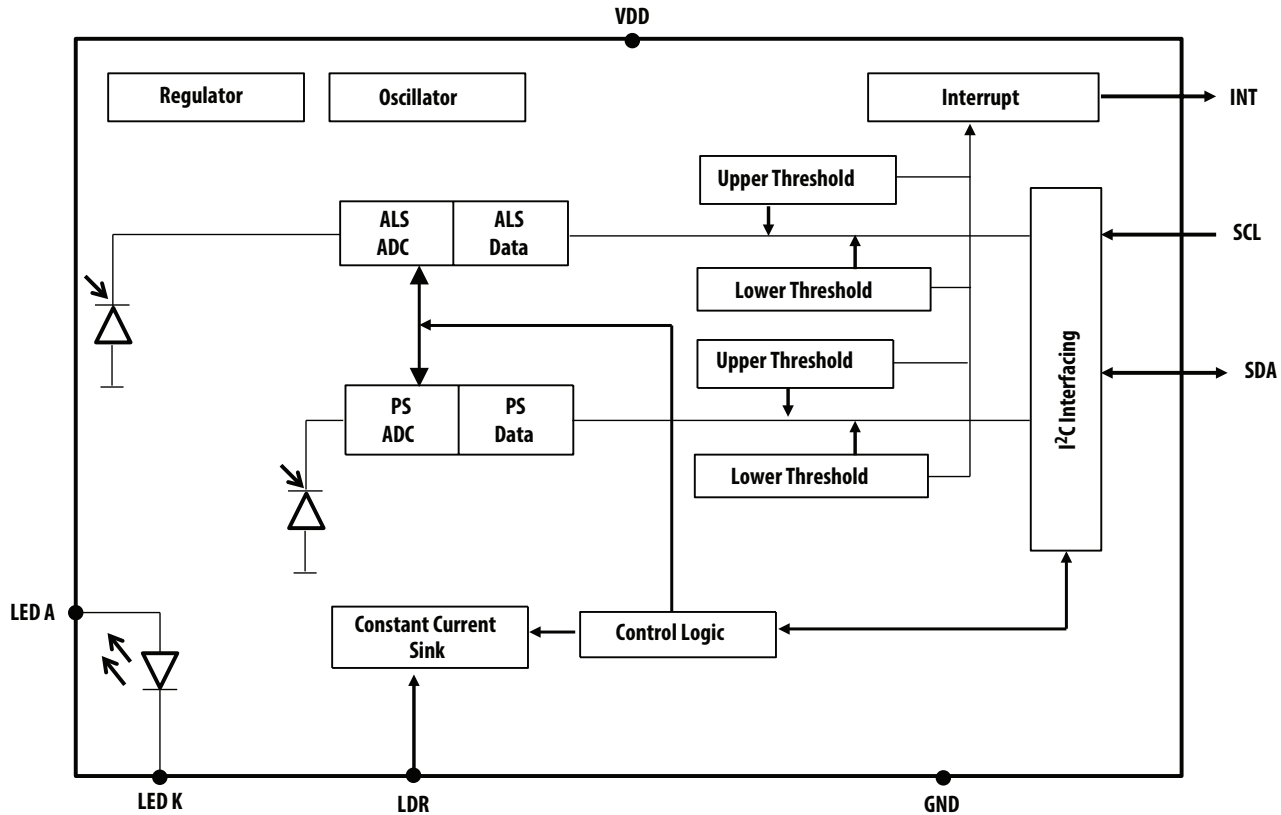 VDD
Regulator
Oscillator
Interrupt
INT
Upper Threshold
ALS
ADC
ALS
Data
SCL
Lower Threshold
Upper Threshold
I²C Interfacing
SDA
PS
ADC
PS
Data
Lower Threshold
LED A
Constant Current
Sink
Control Logic
LED K
LDR
GND